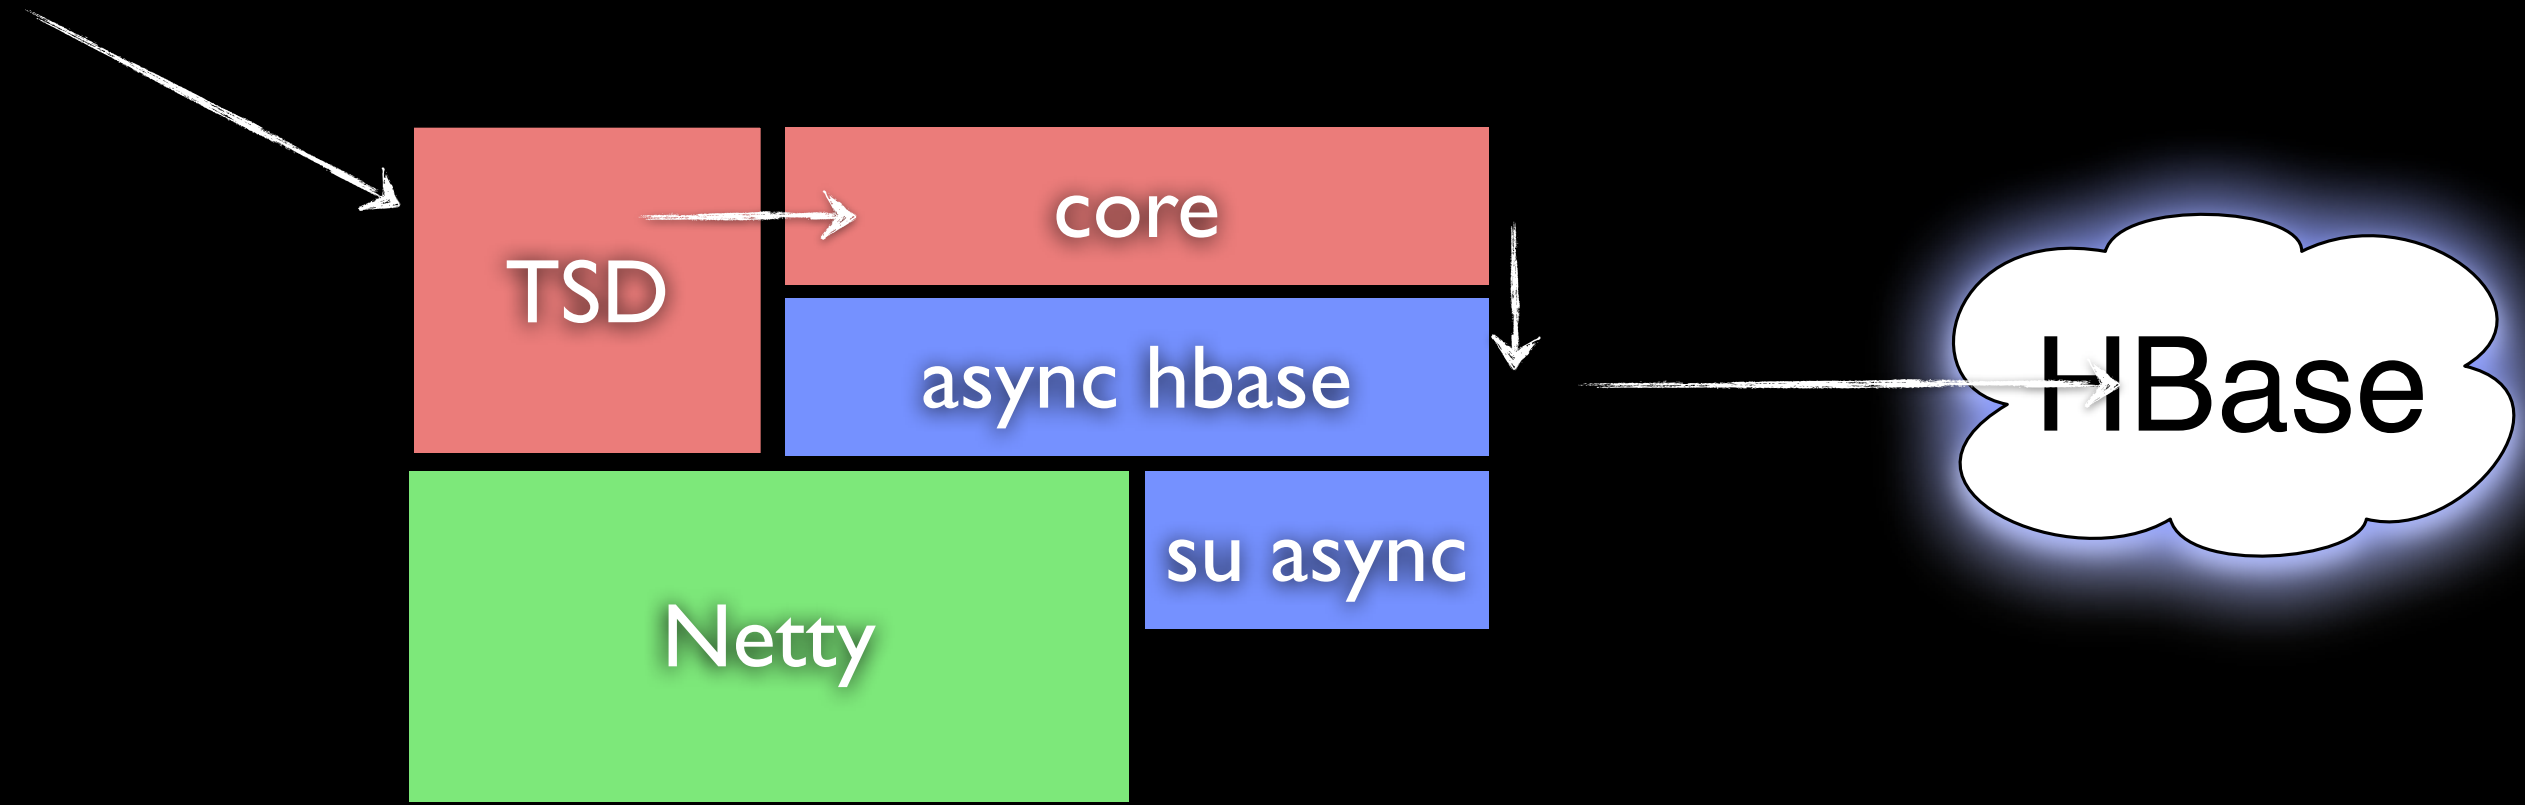 TSD
core
async hbase
HBase
Netty
su async